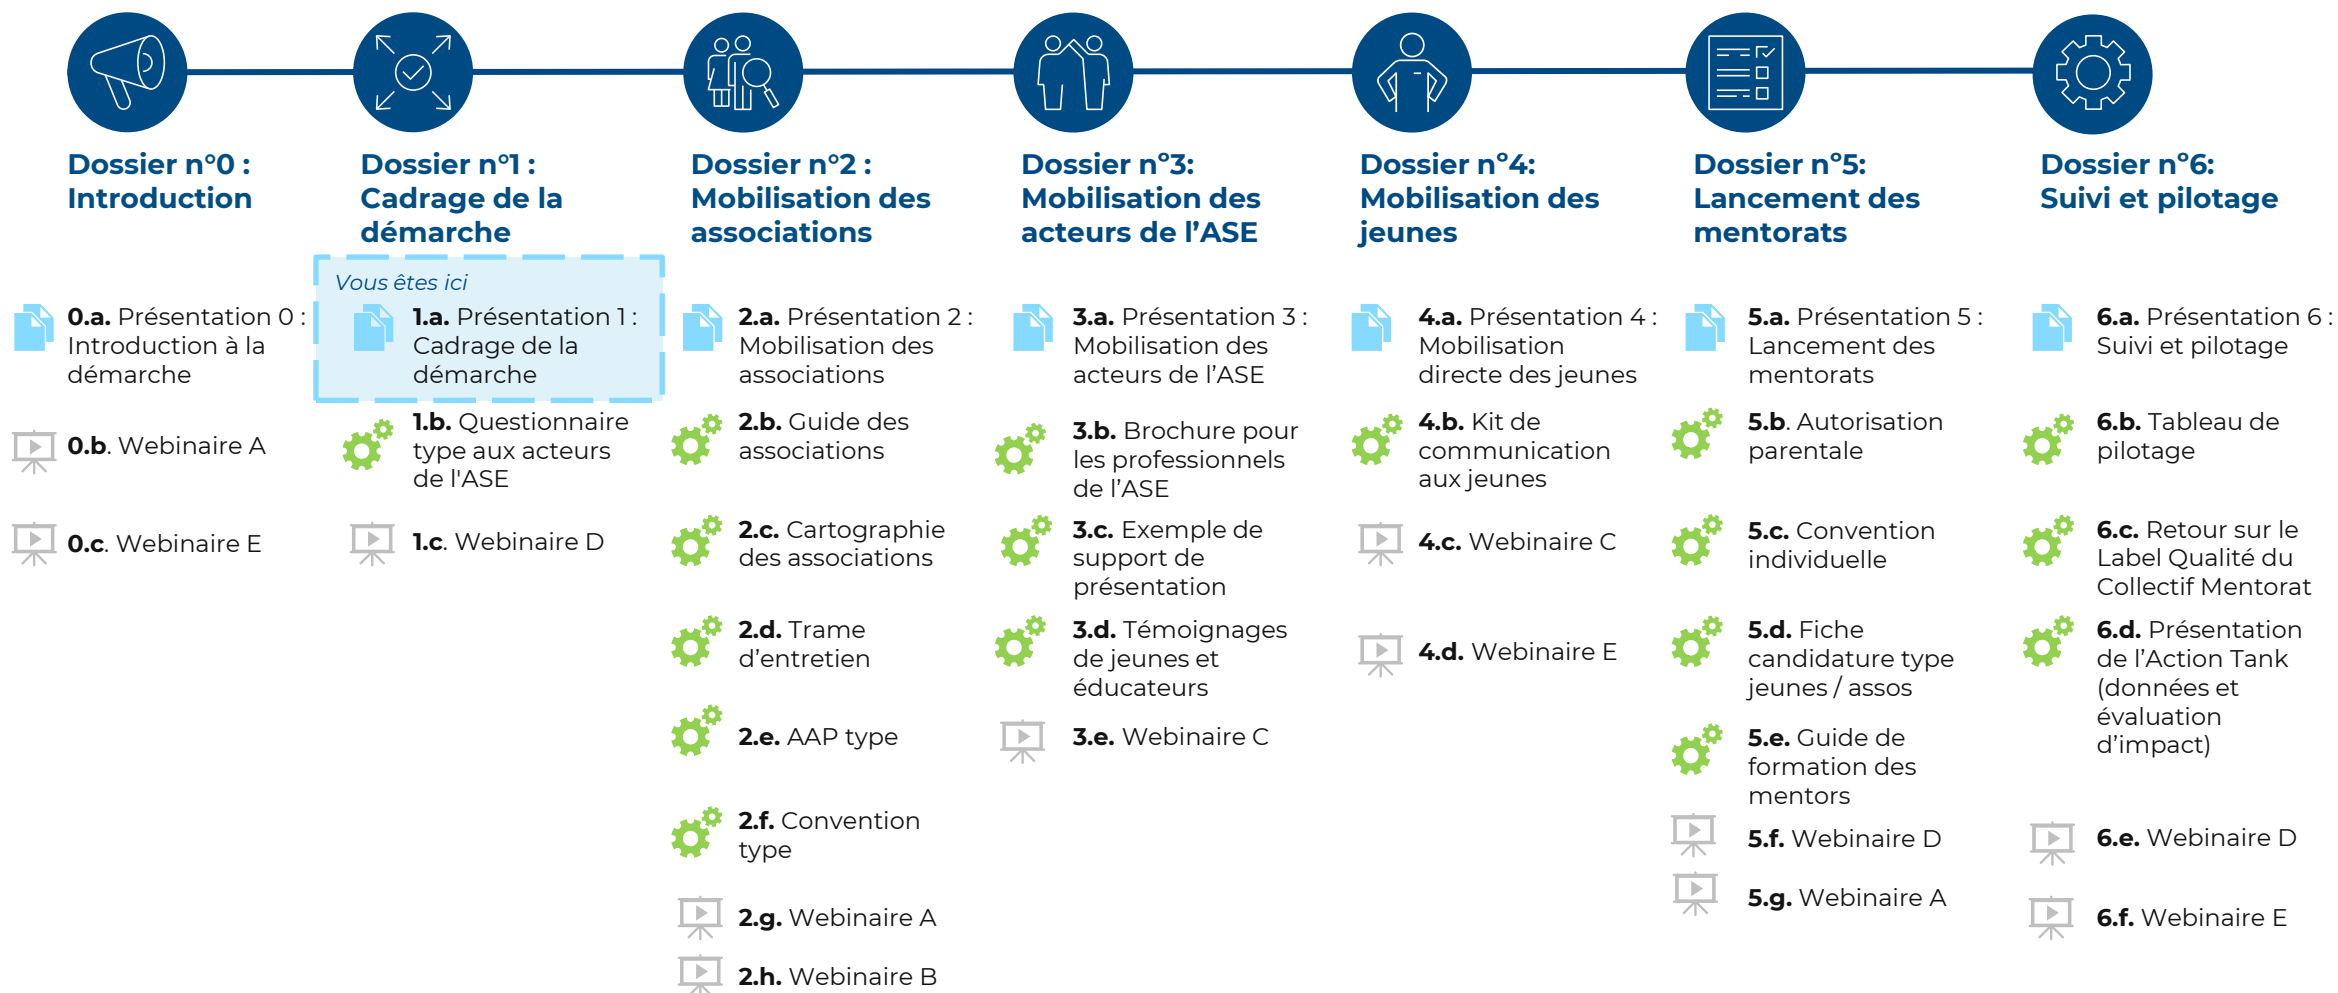 Dossier n°0 :
Introduction
Dossier n°1 :
Cadrage de la
démarche
Dossier n°2 :
Mobilisation des
associations
Dossier nº3:
Mobilisation des
acteurs de l’ASE
Dossier nº4:
Mobilisation des
jeunes
Dossier nº5:
Lancement des
mentorats
Dossier nº6:
Suivi et pilotage
0.a. Présentation 0 :
Introduction à la
démarche
0.b. Webinaire A
0.c. Webinaire E
Vous êtes ici
1.a. Présentation 1 :
Cadrage de la
démarche
1.b. Questionnaire
type aux acteurs
de l'ASE
1.c. Webinaire D
2.a. Présentation 2 :
Mobilisation des
associations
2.b. Guide des
associations
2.c. Cartographie
des associations
2.d. Trame
d’entretien
2.e. AAP type
2.f. Convention
type
2.g. Webinaire A
2.h. Webinaire B
3.a. Présentation 3 :
Mobilisation des
acteurs de l’ASE
3.b. Brochure pour
les professionnels
de l’ASE
3.c. Exemple de
support de
présentation
3.d. Témoignages
de jeunes et
éducateurs
3.e. Webinaire C
4.a. Présentation 4 :
Mobilisation
directe des jeunes
4.b. Kit de
communication
aux jeunes
4.c. Webinaire C
4.d. Webinaire E
5.a. Présentation 5 :
Lancement des
mentorats
5.b. Autorisation
parentale
5.c. Convention
individuelle
5.d. Fiche
candidature type
jeunes / assos
5.e. Guide de
formation des
mentors
5.f. Webinaire D
5.g. Webinaire A
6.a. Présentation 6 :
Suivi et pilotage
6.b. Tableau de
pilotage
6.c. Retour sur le
Label Qualité du
Collectif Mentorat
6.d. Présentation
de l’Action Tank
(données et
évaluation
d’impact)
6.e. Webinaire D
6.f. Webinaire E